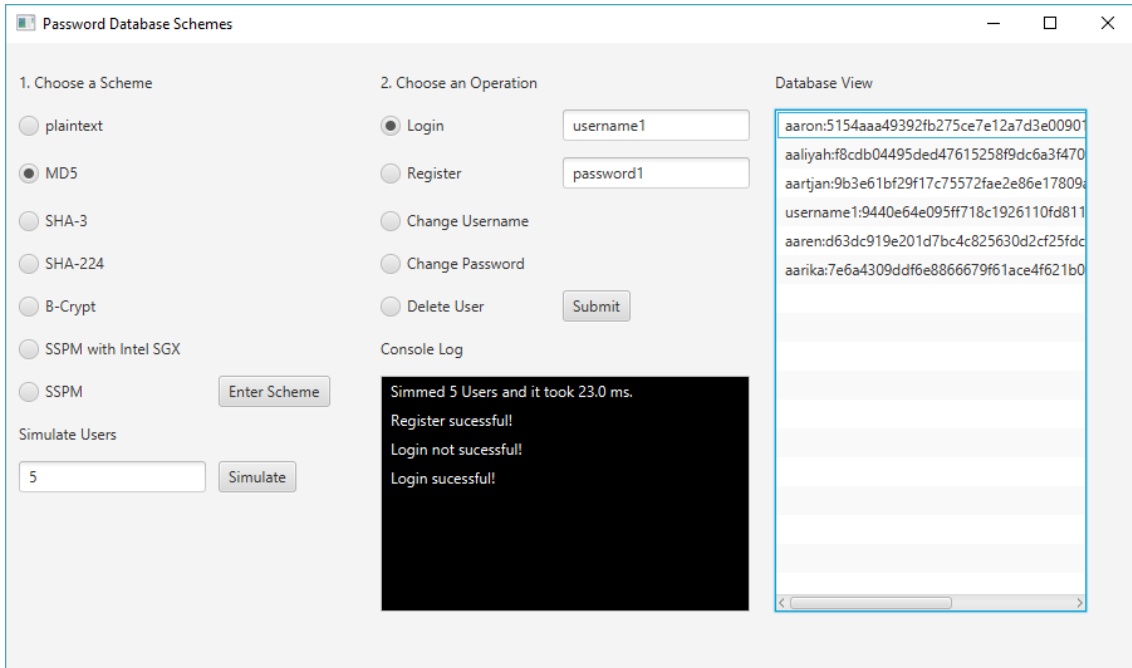 Password Database Schemes
1. Choose a Scheme
plaintext
MD5
SHA-3
SHA-224
B-Crypt
SSPM with Intel SGX
SSPM
Enter Scheme
Simulate Users
5
Simulate
2. Choose an Operation
Login
username1
Register
password1
Change Username
Change Password
Delete User
Submit
Console Log
Simmed 5 Users and it took 23.0 ms.
Register sucessful!
Login not sucessful!
Login sucessful!
Database View
aaron:5154aaa49392fb275ce7e12a7d3e00901
aaliyah:f8cdb04495ded47615258f9dc6a3f470
aartjan:9b3e61bf29f17c75572fae2e86e17809a
username1:9440e64e095ff718c1926110fd811
aaren:d63dc919e201d7bc4c825630d2cf25fdc
aarika:7e6a4309ddf6e8866679f61ace4f621b0